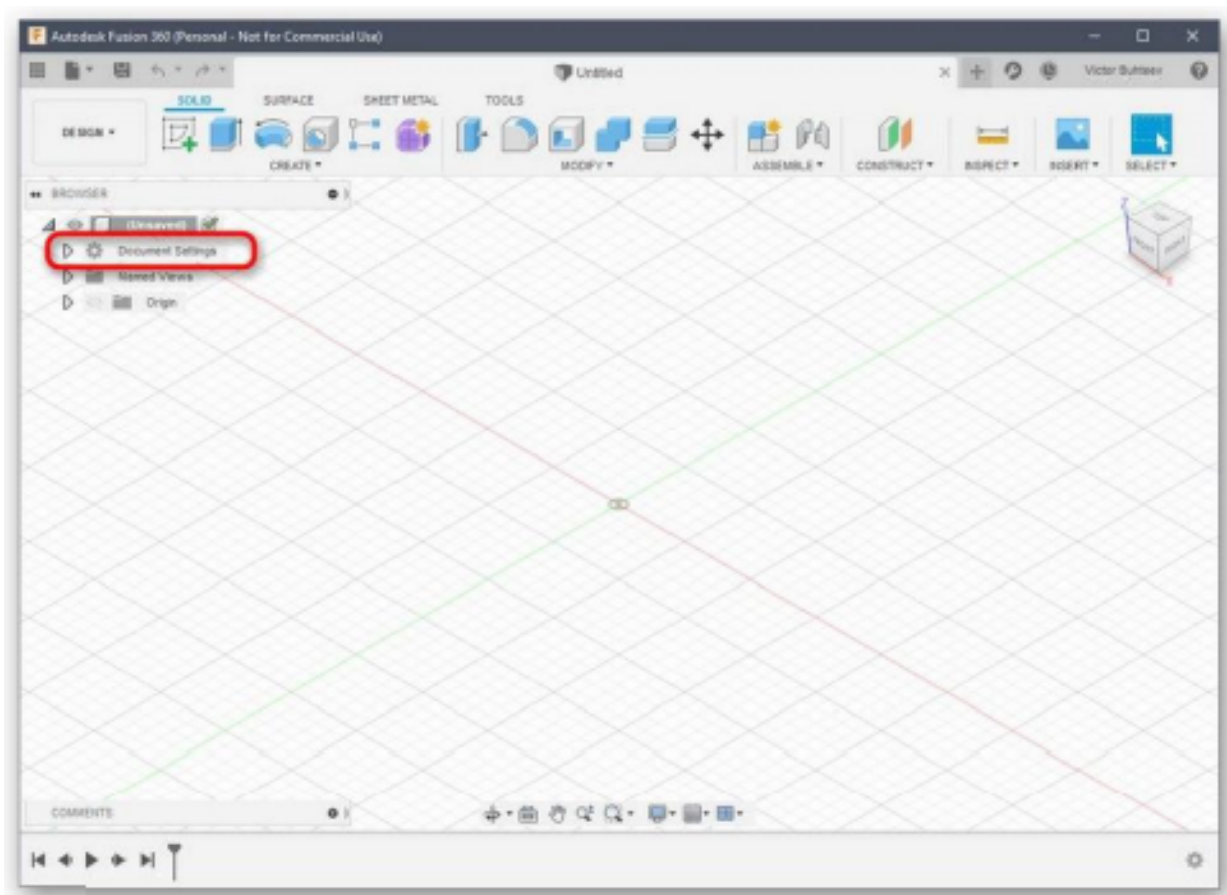 Autodesk Fusion 360 (Personal - Not for Commercial Use)
Untitled
Victor Buhteev
SOLID SURFACE SHEET METAL TOOLS
DESIGN
CREATE MODIFY ASSEMBLE CONSTRUCT INSPECT INSERT SELECT
BROWSER
(Unsaved)
Document Settings
Named Views
Origin
Z
X
COMMENTS